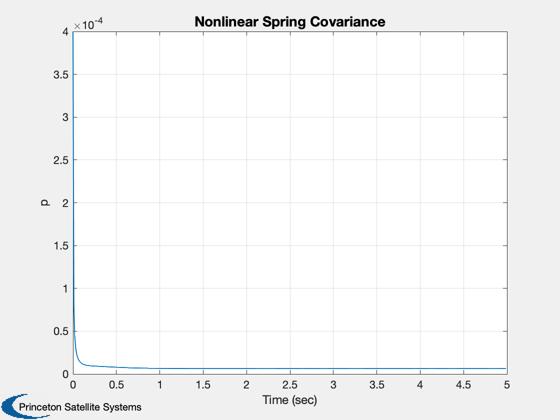 Nonlinear Spring Covariance
×10⁻⁴
4
3.5
3
2.5
2
1.5
1
0.5
0
p
0 0.5 1 1.5 2 2.5 3 3.5 4 4.5 5
Time (sec)
Princeton Satellite Systems